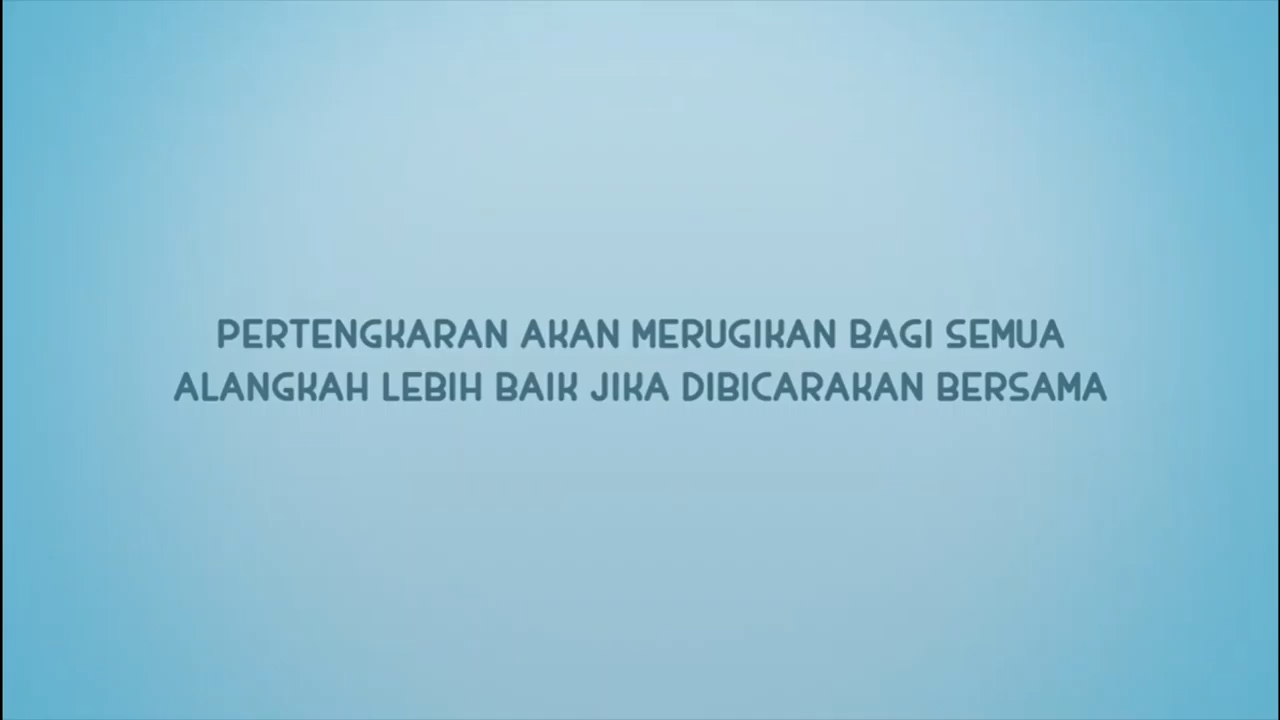 PERTENGKARAN AKAN MERUGIKAN BAGI SEMUA
ALANGKAH LEBIH BAIK JIKA DIBICARAKAN BERSAMA